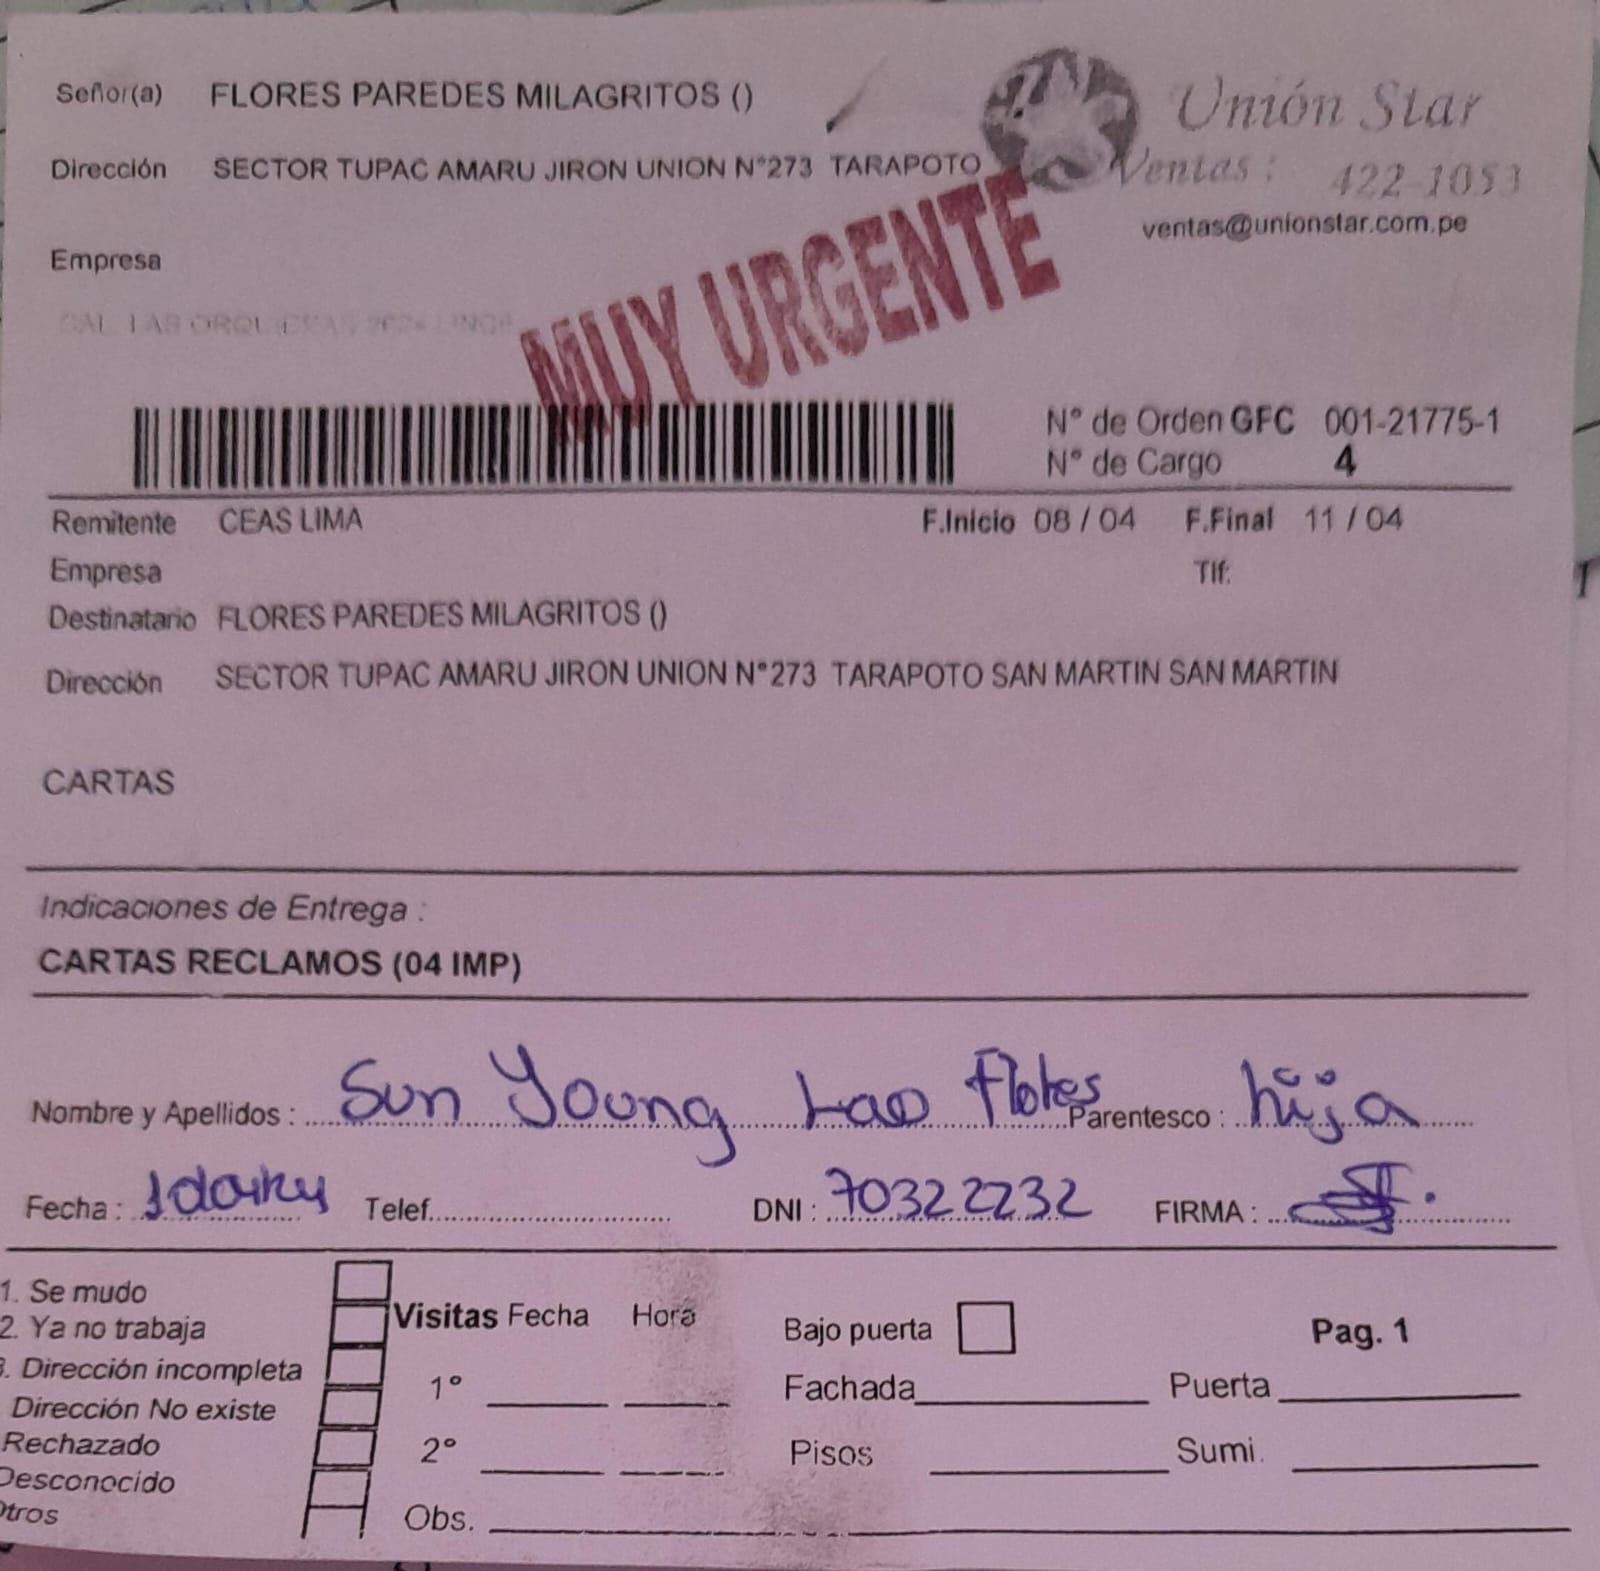 Señor(a) FLORES PAREDES MILAGRITOS ()
Unión Star
Dirección SECTOR TUPAC AMARU JIRON UNION N°273 TARAPOTO
Ventas : 422-1053
ventas@unionstar.com.pe
Empresa
MUY URGENTE
N° de Orden GFC 001-21775-1
N° de Cargo 4
Remitente CEAS LIMA F.Inicio 08 / 04 F.Final 11 / 04
Empresa Tlf:
Destinatario FLORES PAREDES MILAGRITOS ()
Dirección SECTOR TUPAC AMARU JIRON UNION N°273 TARAPOTO SAN MARTIN SAN MARTIN
CARTAS
Indicaciones de Entrega :
CARTAS RECLAMOS (04 IMP)
Nombre y Apellidos : Sun Young Lao Flores Parentesco : hija
Fecha : Telef. DNI : 70322232 FIRMA :
1. Se mudo
2. Ya no trabaja
3. Dirección incompleta
Dirección No existe
Rechazado
Desconocido
Otros
Visitas Fecha Hora
1°
2°
Obs.
Bajo puerta Pag. 1
Fachada Puerta
Pisos Sumi.